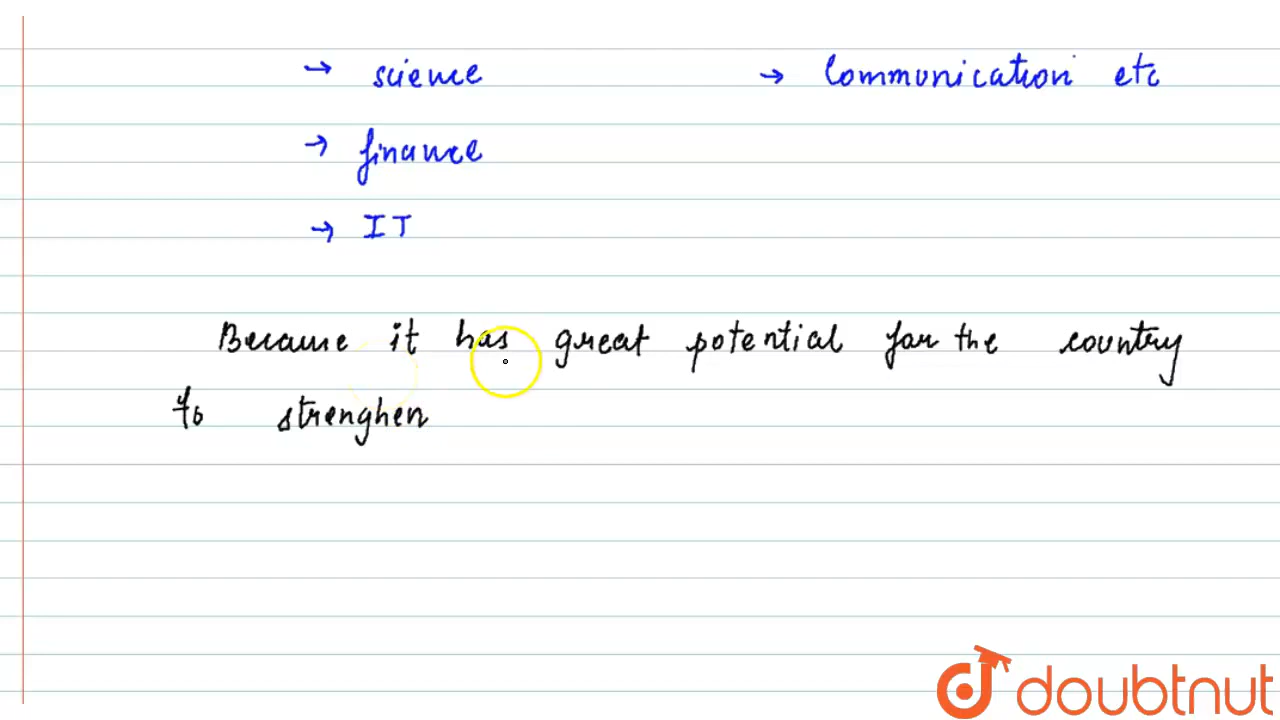 → science → Communication etc
→ finance
→ IT
Because it has great potential for the country
to strenghen
doubtnut